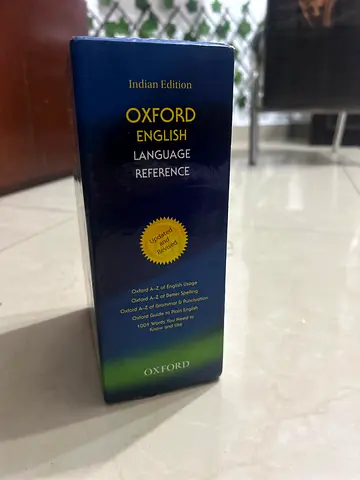 Indian Edition
OXFORD
ENGLISH
LANGUAGE
REFERENCE
Updated
and
Revised
Oxford A–Z of English Usage
Oxford A–Z of Better Spelling
Oxford A–Z of Grammar & Punctuation
Oxford Guide to Plain English
100+ Words You Need to
Know and Use
OXFORD